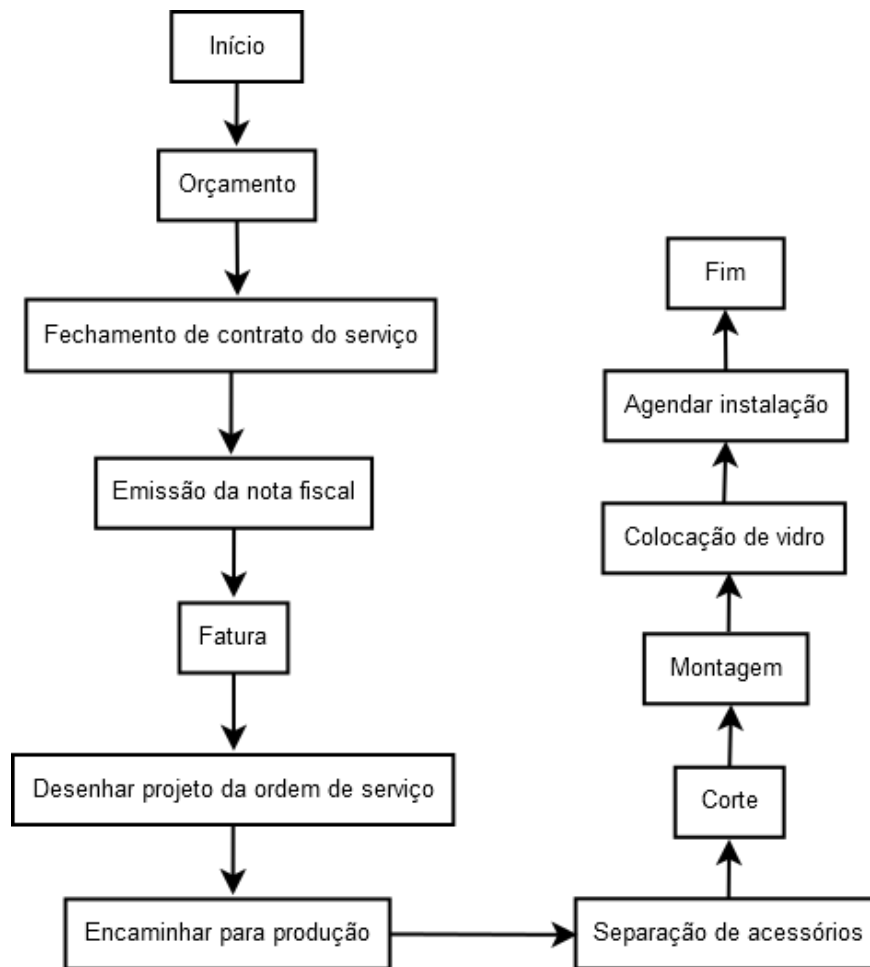 Início
Orçamento
Fechamento de contrato do serviço
Emissão da nota fiscal
Fatura
Desenhar projeto da ordem de serviço
Encaminhar para produção
Separação de acessórios
Corte
Montagem
Colocação de vidro
Agendar instalação
Fim